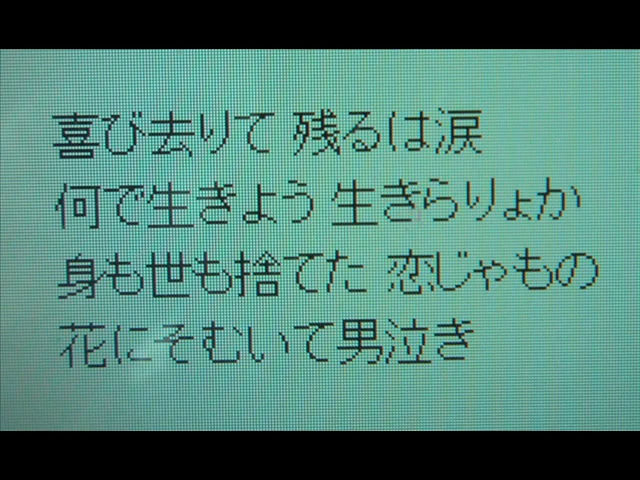 喜び去りて 残るは涙
何で生きよう 生きらりょか
身も世も捨てた 恋じゃもの
花にそむいて男泣き